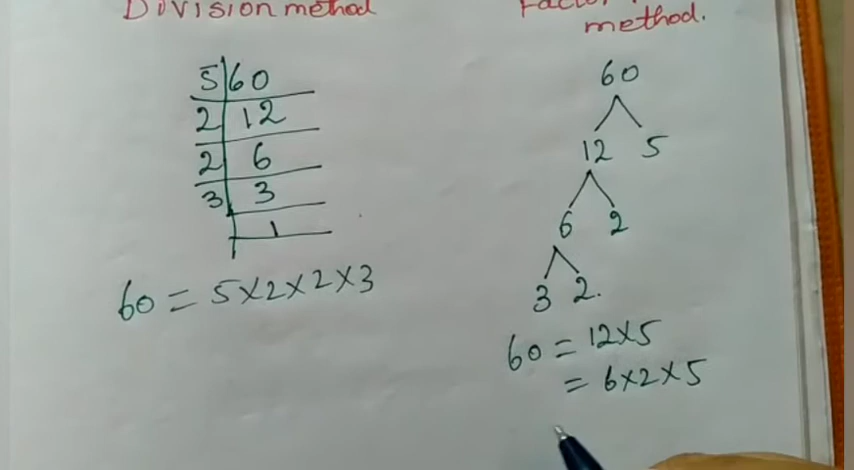 Division method
method.
5 60
2 12
2 6
3 3
1
60 = 5×2×2×3
60
12 5
6 2
3 2.
60 = 12×5
= 6×2×5